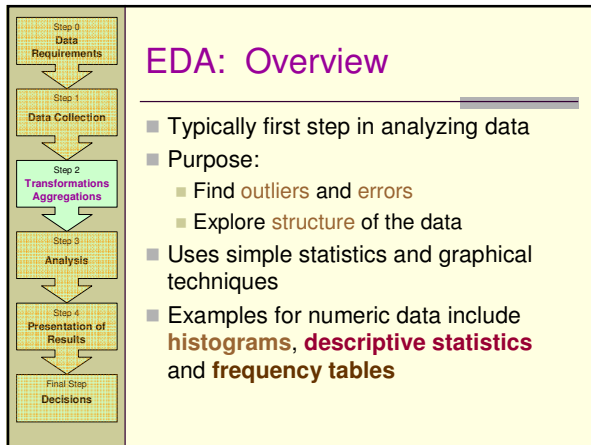 Step 0
Data
Requirements
Step 1
Data Collection
Step 2
Transformations
Aggregations
Step 3
Analysis
Step 4
Presentation of
Results
Final Step
Decisions
EDA: Overview
Typically first step in analyzing data
Purpose:
Find outliers and errors
Explore structure of the data
Uses simple statistics and graphical
techniques
Examples for numeric data include
histograms, descriptive statistics
and frequency tables